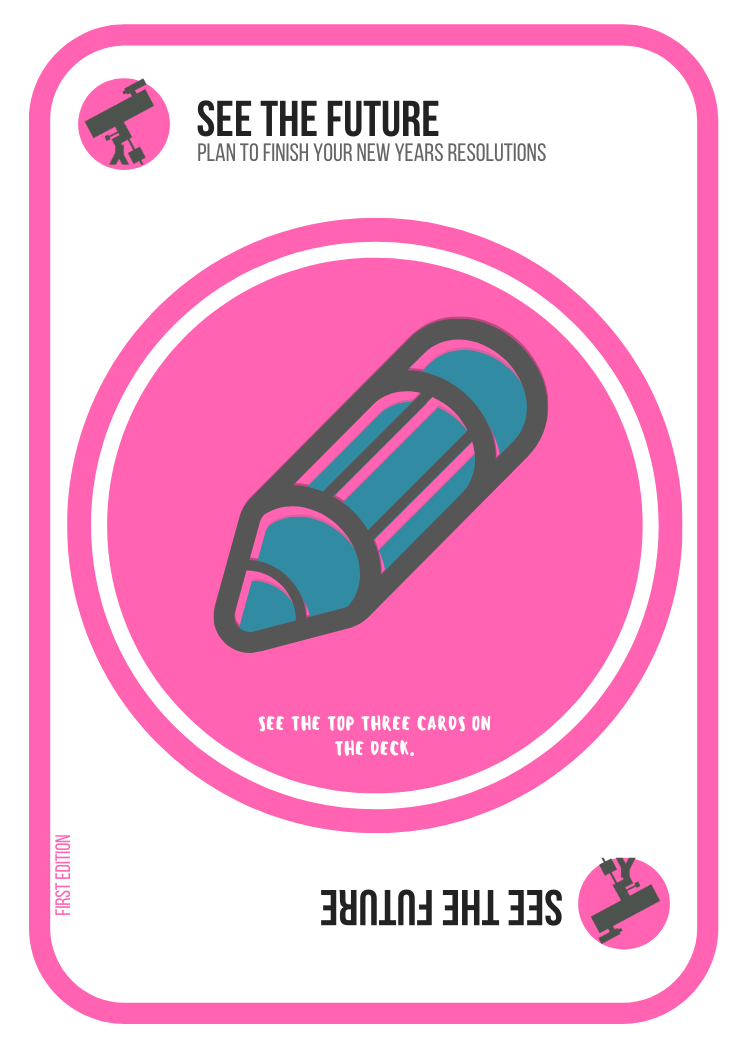 SEE THE FUTURE
PLAN TO FINISH YOUR NEW YEARS RESOLUTIONS
SEE THE TOP THREE CARDS ON
THE DECK.
FIRST EDITION
SEE THE FUTURE